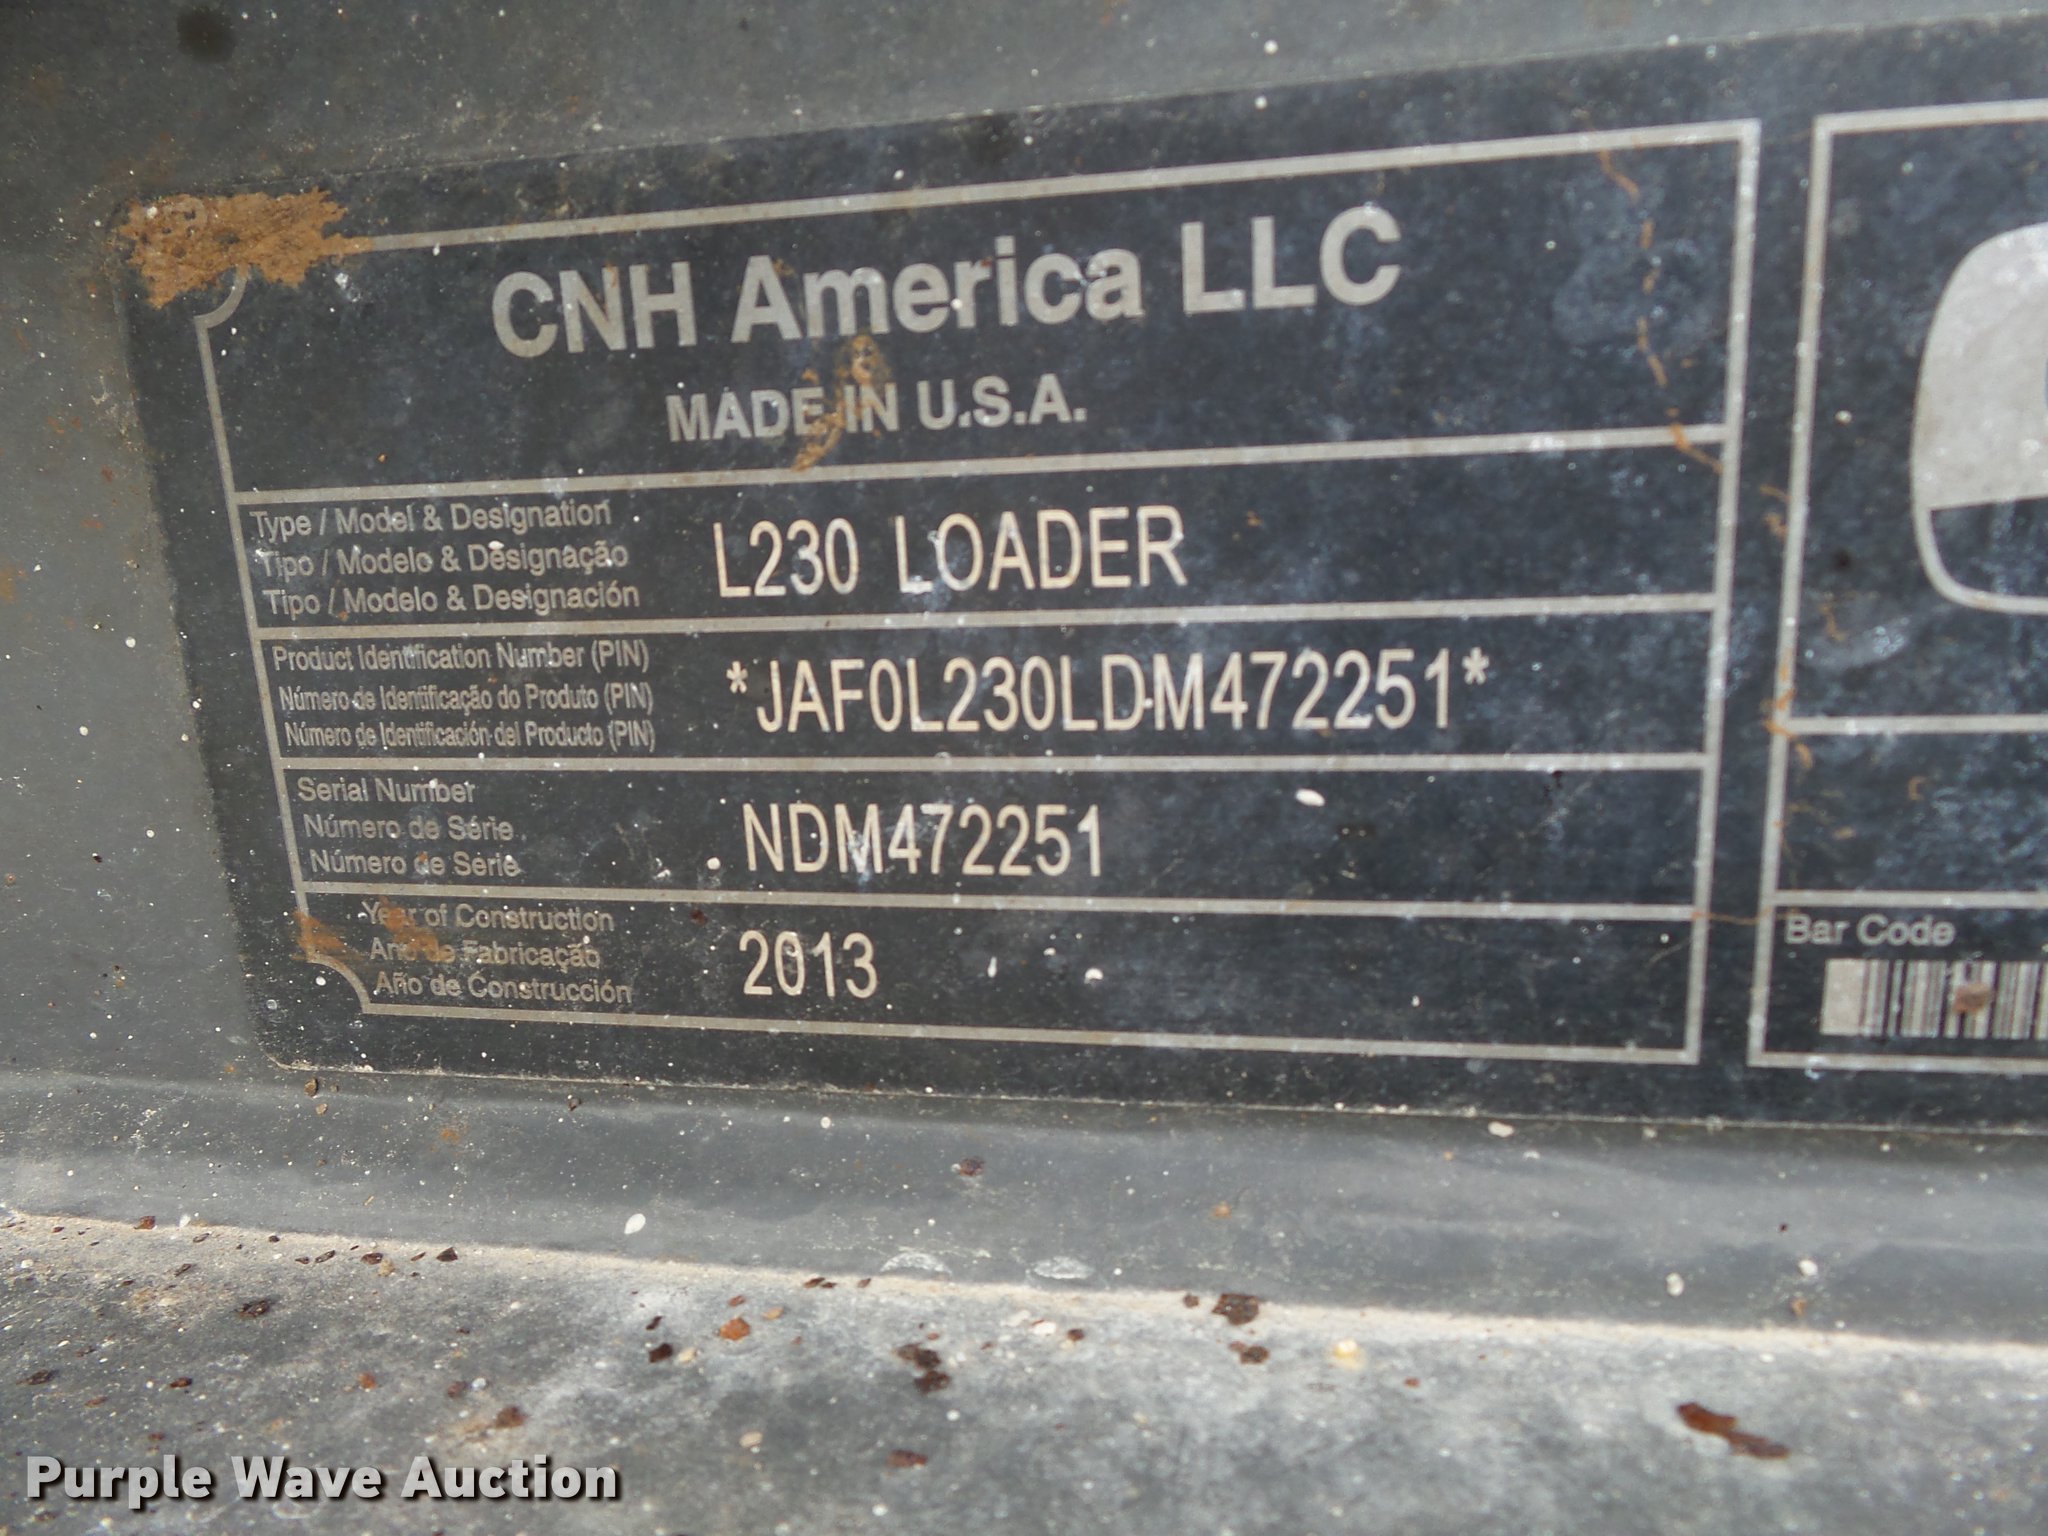 CNH America LLC
MADE IN U.S.A.
Type / Model & Designation
Tipo / Modelo & Designação
Tipo / Modelo & Designación
L230 LOADER
Product Identification Number (PIN)
Número de Identificação do Produto (PIN)
Número de Identificación del Producto (PIN)
*JAF0L230LDM472251*
Serial Number
Número de Série
Número de Serie
NDM472251
Year of Construction
Ano de Fabricação
Año de Construcción
2013
Bar Code
Purple Wave Auction